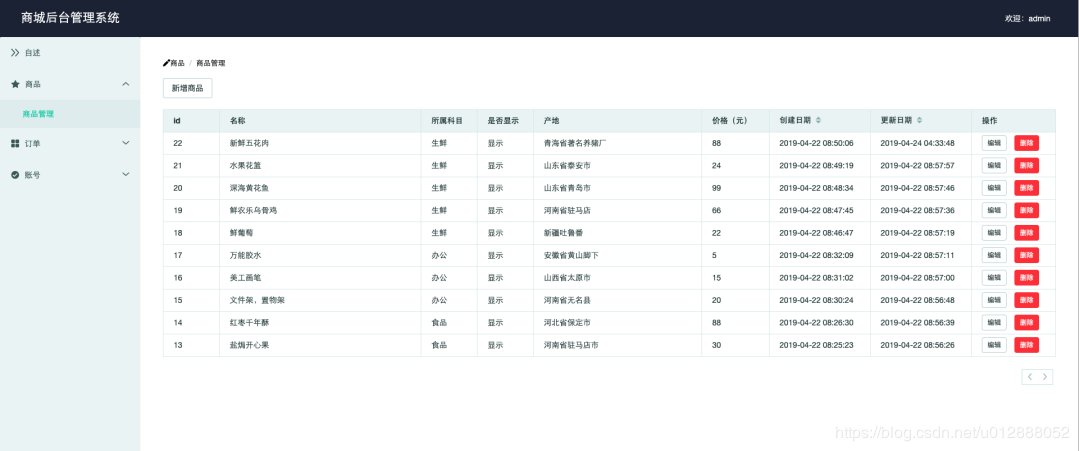 商城后台管理系统 欢迎：admin
自述
商品
商品管理
订单
账号
商品 / 商品管理
新增商品
id 名称 所属科目 是否显示 产地 价格（元） 创建日期 更新日期 操作
22 新鲜五花肉 生鲜 显示 青海省著名养猪厂 88 2019-04-22 08:50:06 2019-04-24 04:33:48 编辑 删除
21 水果花篮 生鲜 显示 山东省泰安市 24 2019-04-22 08:49:19 2019-04-22 08:57:57 编辑 删除
20 深海黄花鱼 生鲜 显示 山东省青岛市 99 2019-04-22 08:48:34 2019-04-22 08:57:46 编辑 删除
19 鲜农乐乌骨鸡 生鲜 显示 河南省驻马店 66 2019-04-22 08:47:45 2019-04-22 08:57:36 编辑 删除
18 鲜葡萄 生鲜 显示 新疆吐鲁番 22 2019-04-22 08:46:47 2019-04-22 08:57:19 编辑 删除
17 万能胶水 办公 显示 安徽省黄山脚下 5 2019-04-22 08:32:09 2019-04-22 08:57:11 编辑 删除
16 美工画笔 办公 显示 山西省太原市 15 2019-04-22 08:31:02 2019-04-22 08:57:00 编辑 删除
15 文件架，置物架 办公 显示 河南省无名县 20 2019-04-22 08:30:24 2019-04-22 08:56:48 编辑 删除
14 红枣千年酥 食品 显示 河北省保定市 88 2019-04-22 08:26:30 2019-04-22 08:56:39 编辑 删除
13 盐焗开心果 食品 显示 河南省驻马店市 30 2019-04-22 08:25:23 2019-04-22 08:56:26 编辑 删除
https://blog.csdn.net/u012888052